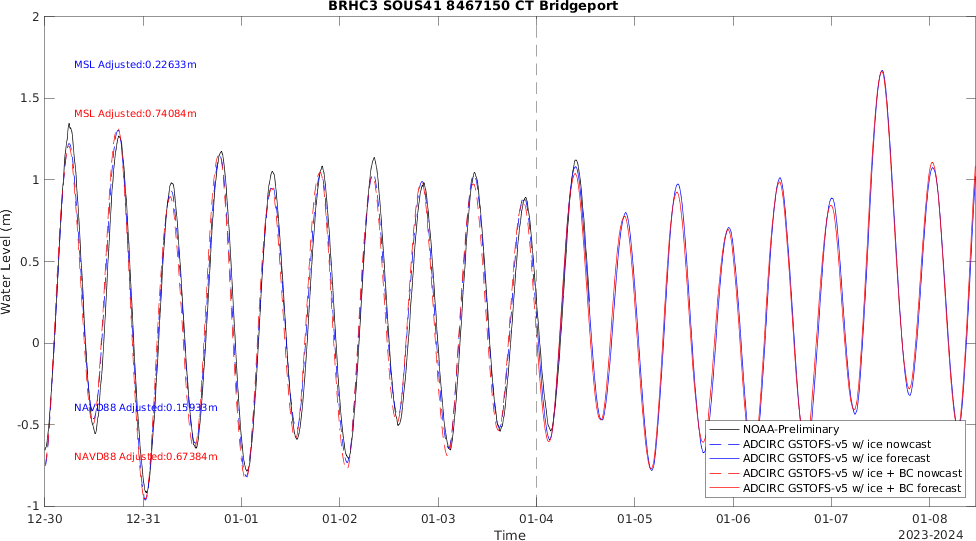 BRHC3 SOUS41 8467150 CT Bridgeport
2
1.5
1
0.5
0
-0.5
-1
Water Level (m)
MSL Adjusted:0.22633m
MSL Adjusted:0.74084m
NAVD88 Adjusted:0.15933m
NAVD88 Adjusted:0.67384m
NOAA-Preliminary
ADCIRC GSTOFS-v5 w/ ice nowcast
ADCIRC GSTOFS-v5 w/ ice forecast
ADCIRC GSTOFS-v5 w/ ice + BC nowcast
ADCIRC GSTOFS-v5 w/ ice + BC forecast
12-30 12-31 01-01 01-02 01-03 01-04 01-05 01-06 01-07 01-08
Time
2023-2024